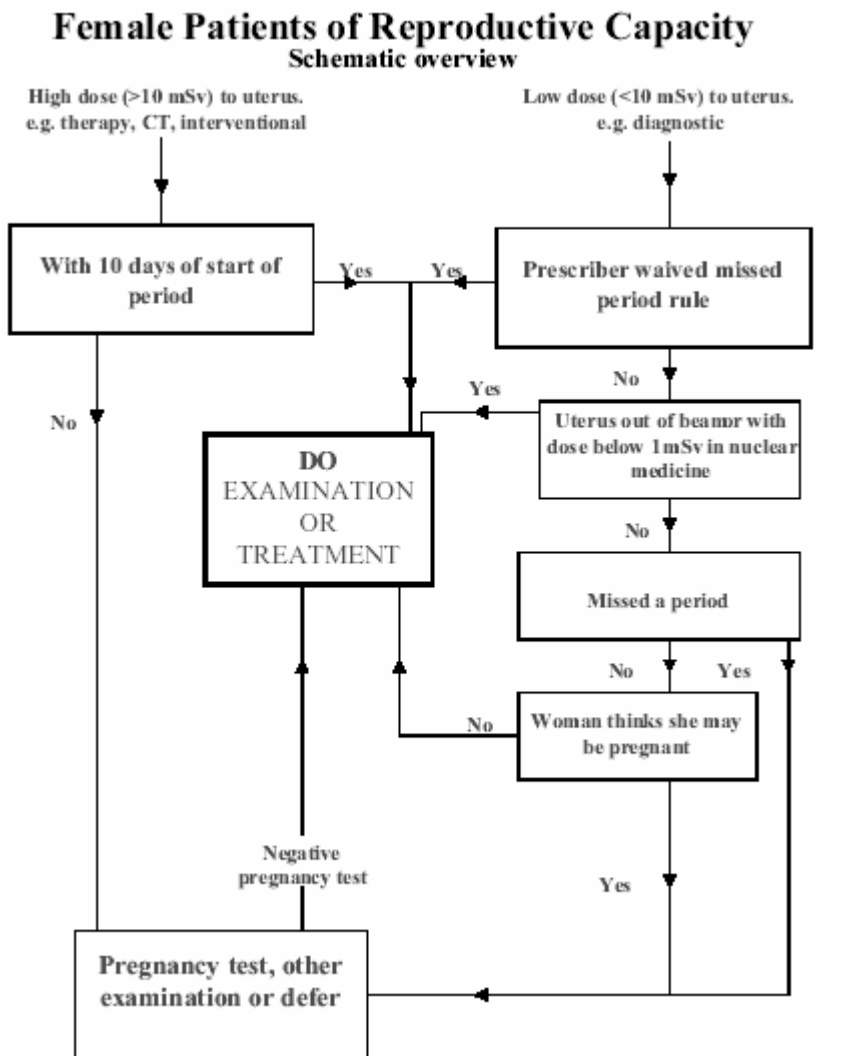 Female Patients of Reproductive Capacity
Schematic overview
High dose (>10 mSv) to uterus.
e.g. therapy, CT, interventional
Low dose (<10 mSv) to uterus.
e.g. diagnostic
With 10 days of start of
period
Yes
Yes
Prescriber waived missed
period rule
No
No
Yes
Uterus out of beamor with
dose below 1mSv in nuclear
medicine
DO
EXAMINATION
OR
TREATMENT
No
Missed a period
No
Yes
Woman thinks she may
be pregnant
No
Negative
pregnancy test
Yes
Pregnancy test, other
examination or defer